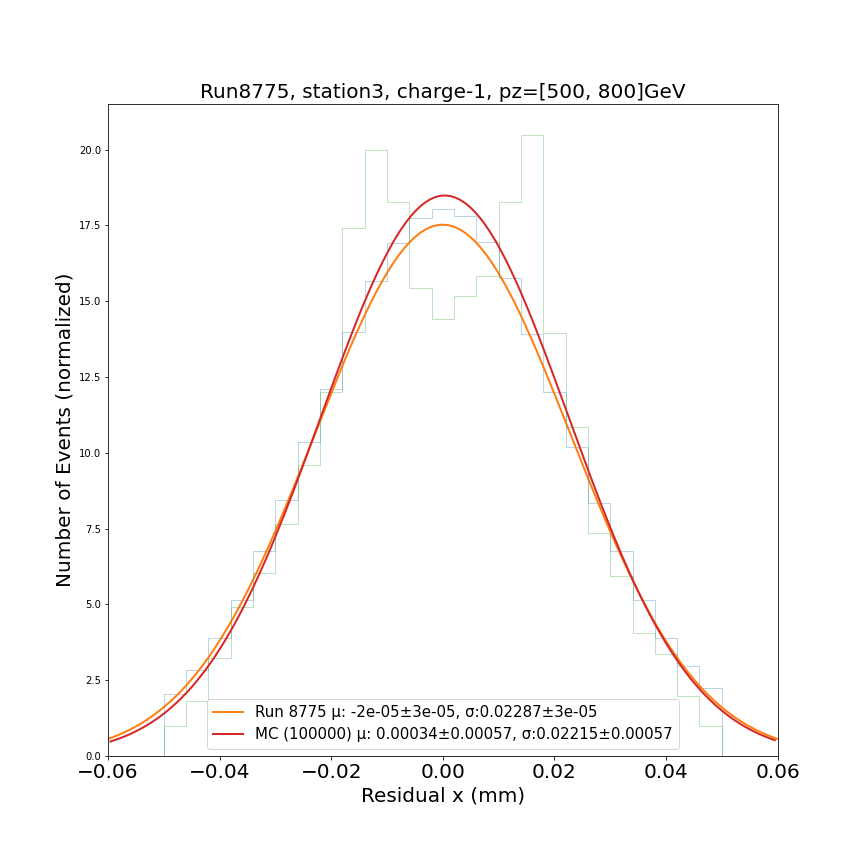 Run8775, station3, charge-1, pz=[500, 800]GeV
Number of Events (normalized)
20.0
17.5
15.0
12.5
10.0
7.5
5.0
2.5
0.0
Run 8775 μ: -2e-05±3e-05, σ:0.02287±3e-05
MC (100000) μ: 0.00034±0.00057, σ:0.02215±0.00057
−0.06 −0.04 −0.02 0.00 0.02 0.04 0.06
Residual x (mm)